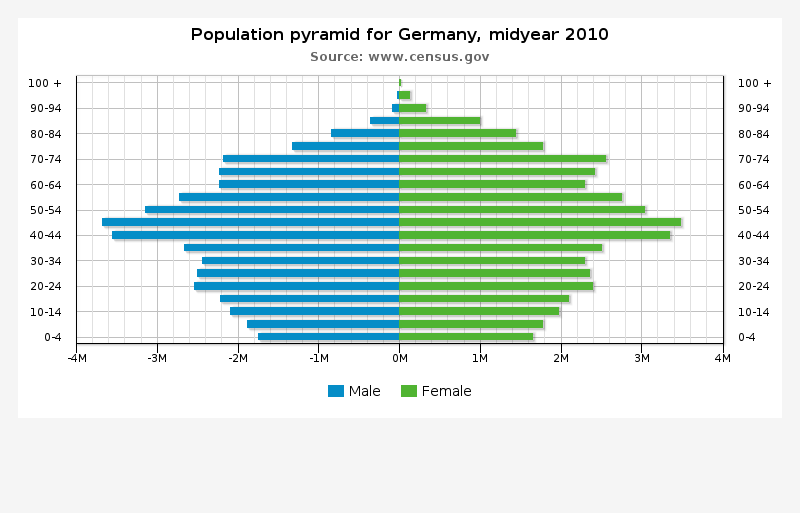 Population pyramid for Germany, midyear 2010
Source: www.census.gov
100 + 100 +
90-94 90-94
80-84 80-84
70-74 70-74
60-64 60-64
50-54 50-54
40-44 40-44
30-34 30-34
20-24 20-24
10-14 10-14
0-4 0-4
-4M -3M -2M -1M 0M 1M 2M 3M 4M
Male Female